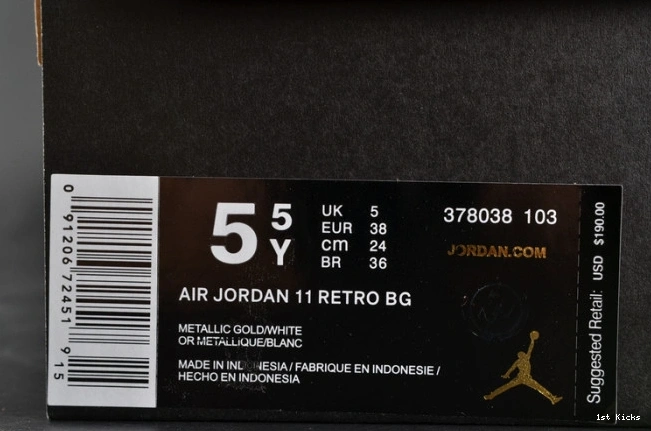 0 91206 72451 915
5 5Y
UK 5
EUR 38
cm 24
BR 36
378038 103
JORDAN.COM
AIR JORDAN 11 RETRO BG
METALLIC GOLD/WHITE
OR METALLIQUE/BLANC
MADE IN INDONESIA / FABRIQUE EN INDONESIE /
HECHO EN INDONESIA
Suggested Retail: USD $190.00
1st Kicks